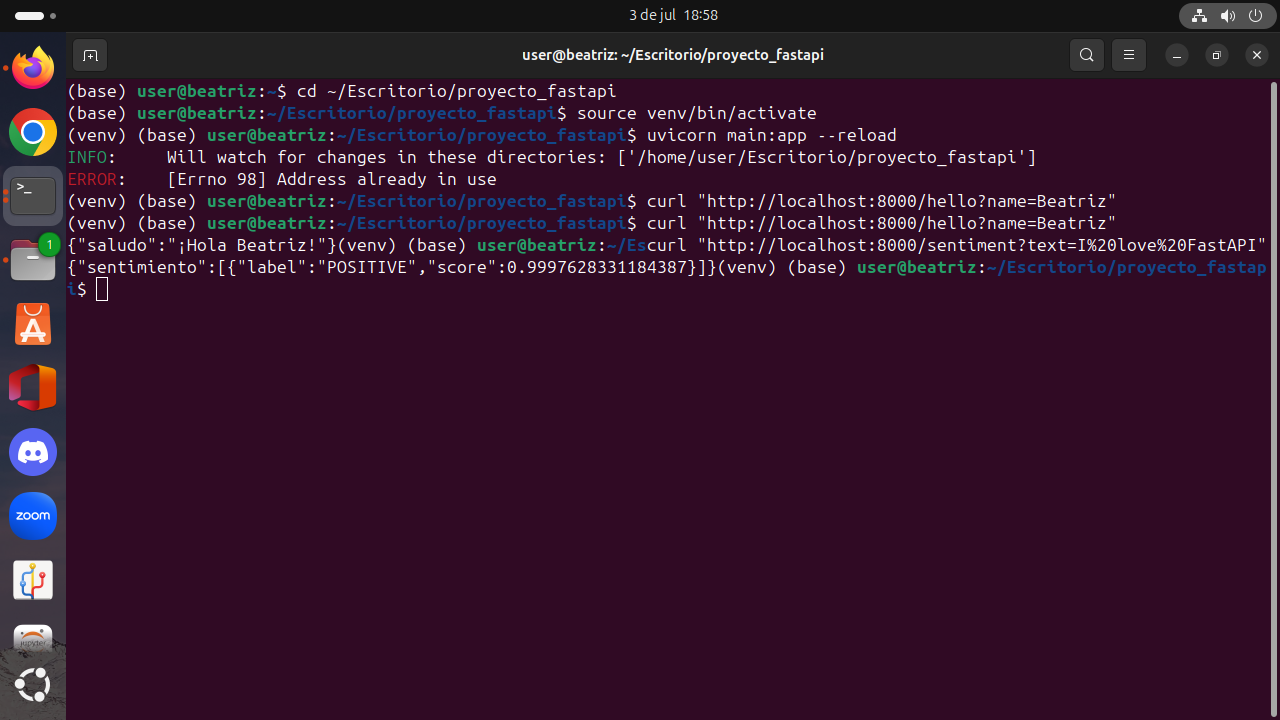 3 de jul 18:58
user@beatriz: ~/Escritorio/proyecto_fastapi
(base) user@beatriz:~$ cd ~/Escritorio/proyecto_fastapi
(base) user@beatriz:~/Escritorio/proyecto_fastapi$ source venv/bin/activate
(venv) (base) user@beatriz:~/Escritorio/proyecto_fastapi$ uvicorn main:app --reload
INFO:     Will watch for changes in these directories: ['/home/user/Escritorio/proyecto_fastapi']
ERROR:    [Errno 98] Address already in use
(venv) (base) user@beatriz:~/Escritorio/proyecto_fastapi$ curl "http://localhost:8000/hello?name=Beatriz"
(venv) (base) user@beatriz:~/Escritorio/proyecto_fastapi$ curl "http://localhost:8000/hello?name=Beatriz"
{"saludo":"¡Hola Beatriz!"}(venv) (base) user@beatriz:~/Escurl "http://localhost:8000/sentiment?text=I%20love%20FastAPI"
{"sentimiento":[{"label":"POSITIVE","score":0.9997628331184387}]}(venv) (base) user@beatriz:~/Escritorio/proyecto_fastap
i$
>_
1
zoom
jupyter